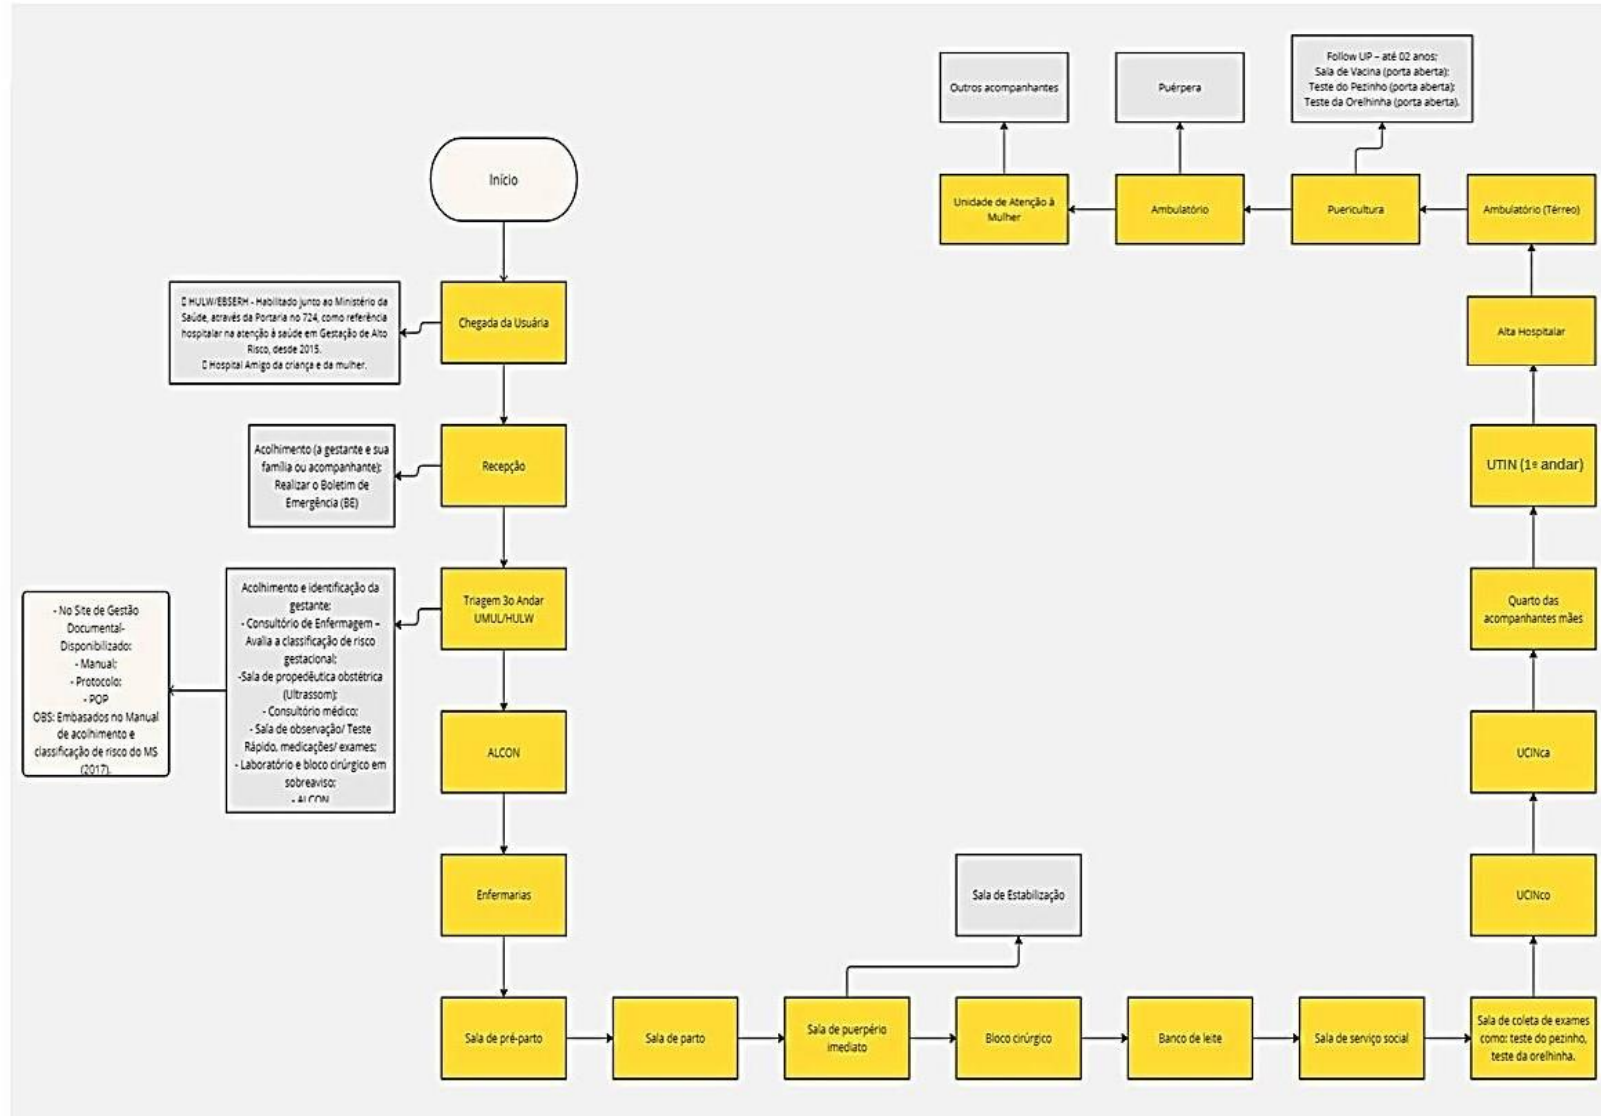 Início
Chegada da Usuária
▯ HULW/EBSERH - Habilitado junto ao Ministério da
Saúde, através da Portaria no 724, como referência
hospitalar na atenção à saúde em Gestação de Alto
Risco, desde 2015.
▯ Hospital Amigo da criança e da mulher.
Recepção
Acolhimento (a gestante e sua
família ou acompanhante);
Realizar o Boletim de
Emergência (BE)
Triagem 3o Andar
UMUL/HULW
Acolhimento e identificação da
gestante;
- Consultório de Enfermagem –
Avalia a classificação de risco
gestacional;
-Sala de propedêutica obstétrica
(Ultrassom);
- Consultório médico;
- Sala de observação/ Teste
Rápido, medicações/ exames;
- Laboratório e bloco cirúrgico em
sobreaviso;
- ALCON
- No Site de Gestão
Documental-
Disponibilizado:
- Manual;
- Protocolo;
- POP
OBS: Embasados no Manual
de acolhimento e
classificação de risco do MS
(2017).
ALCON
Enfermarias
Sala de pré-parto
Sala de parto
Sala de puerpério
imediato
Sala de Estabilização
Bloco cirúrgico
Banco de leite
Sala de serviço social
Sala de coleta de exames
como: teste do pezinho,
teste da orelhinha.
UCINco
UCINca
Quarto das
acompanhantes mães
UTIN (1º andar)
Alta Hospitalar
Ambulatório (Térreo)
Puericultura
Follow UP – até 02 anos;
Sala de Vacina (porta aberta);
Teste do Pezinho (porta aberta);
Teste da Orelhinha (porta aberta).
Ambulatório
Puérpera
Unidade de Atenção à
Mulher
Outros acompanhantes